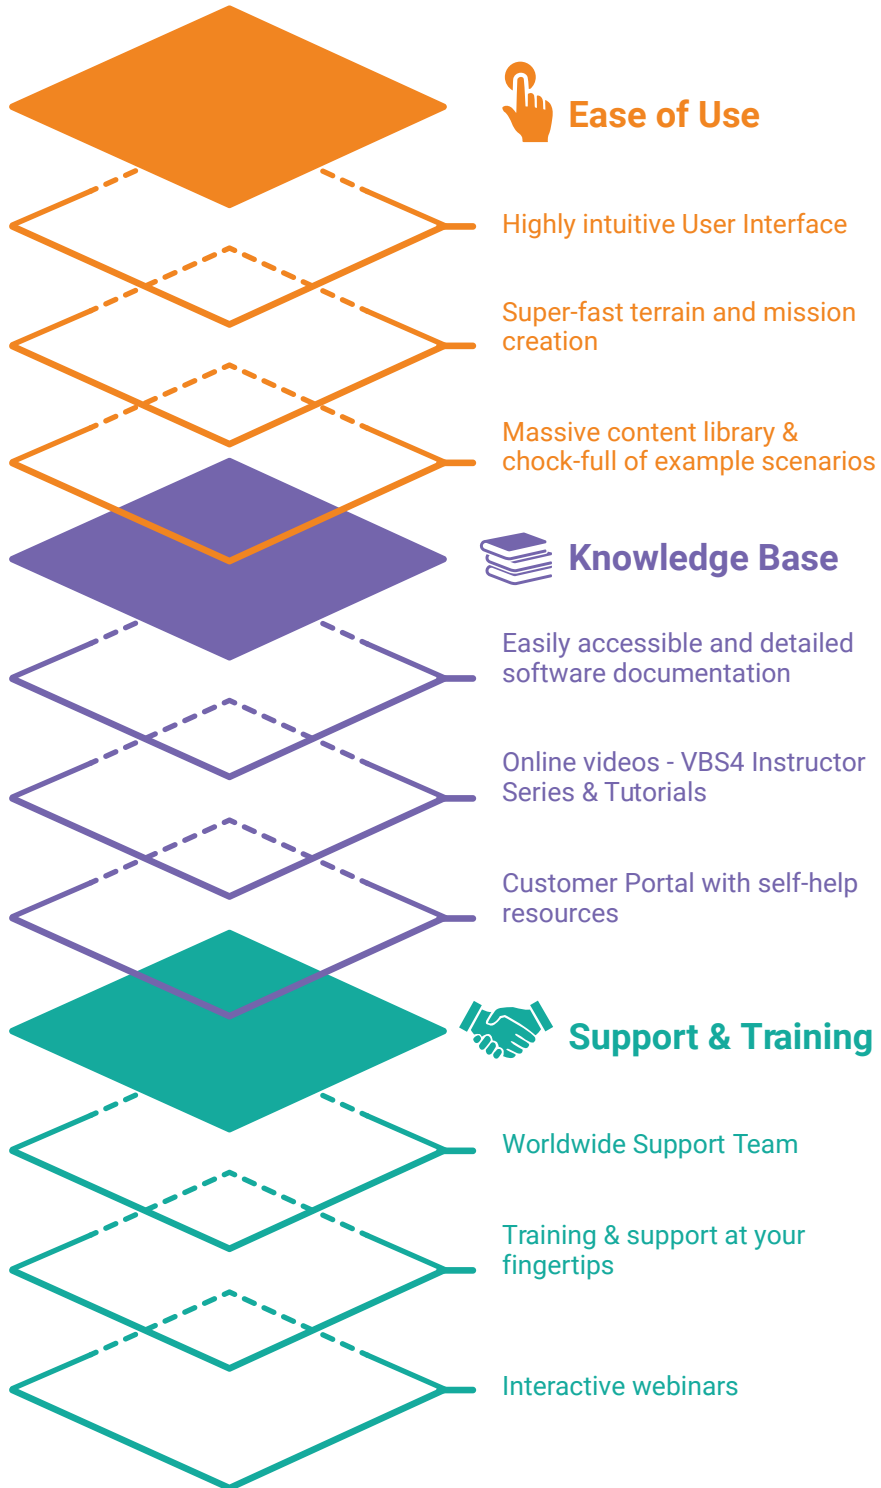 Ease of Use
Highly intuitive User Interface
Super-fast terrain and mission
creation
Massive content library &
chock-full of example scenarios
Knowledge Base
Easily accessible and detailed
software documentation
Online videos - VBS4 Instructor
Series & Tutorials
Customer Portal with self-help
resources
Support & Training
Worldwide Support Team
Training & support at your
fingertips
Interactive webinars